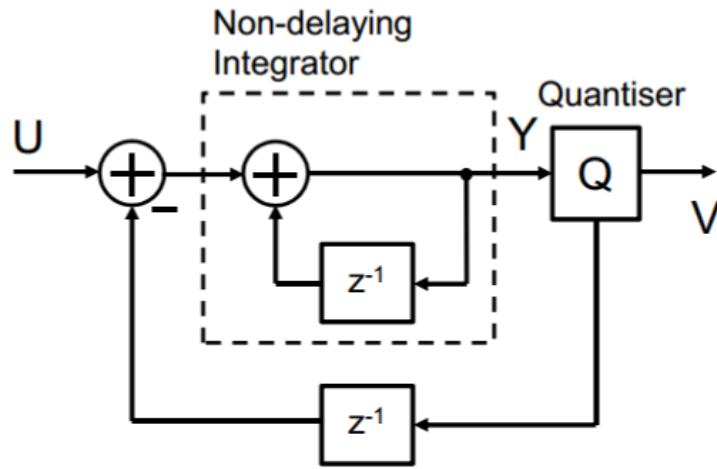 Non-delaying
Integrator
Quantiser
U
Y
+
+
Q
−
V
z⁻¹
z⁻¹